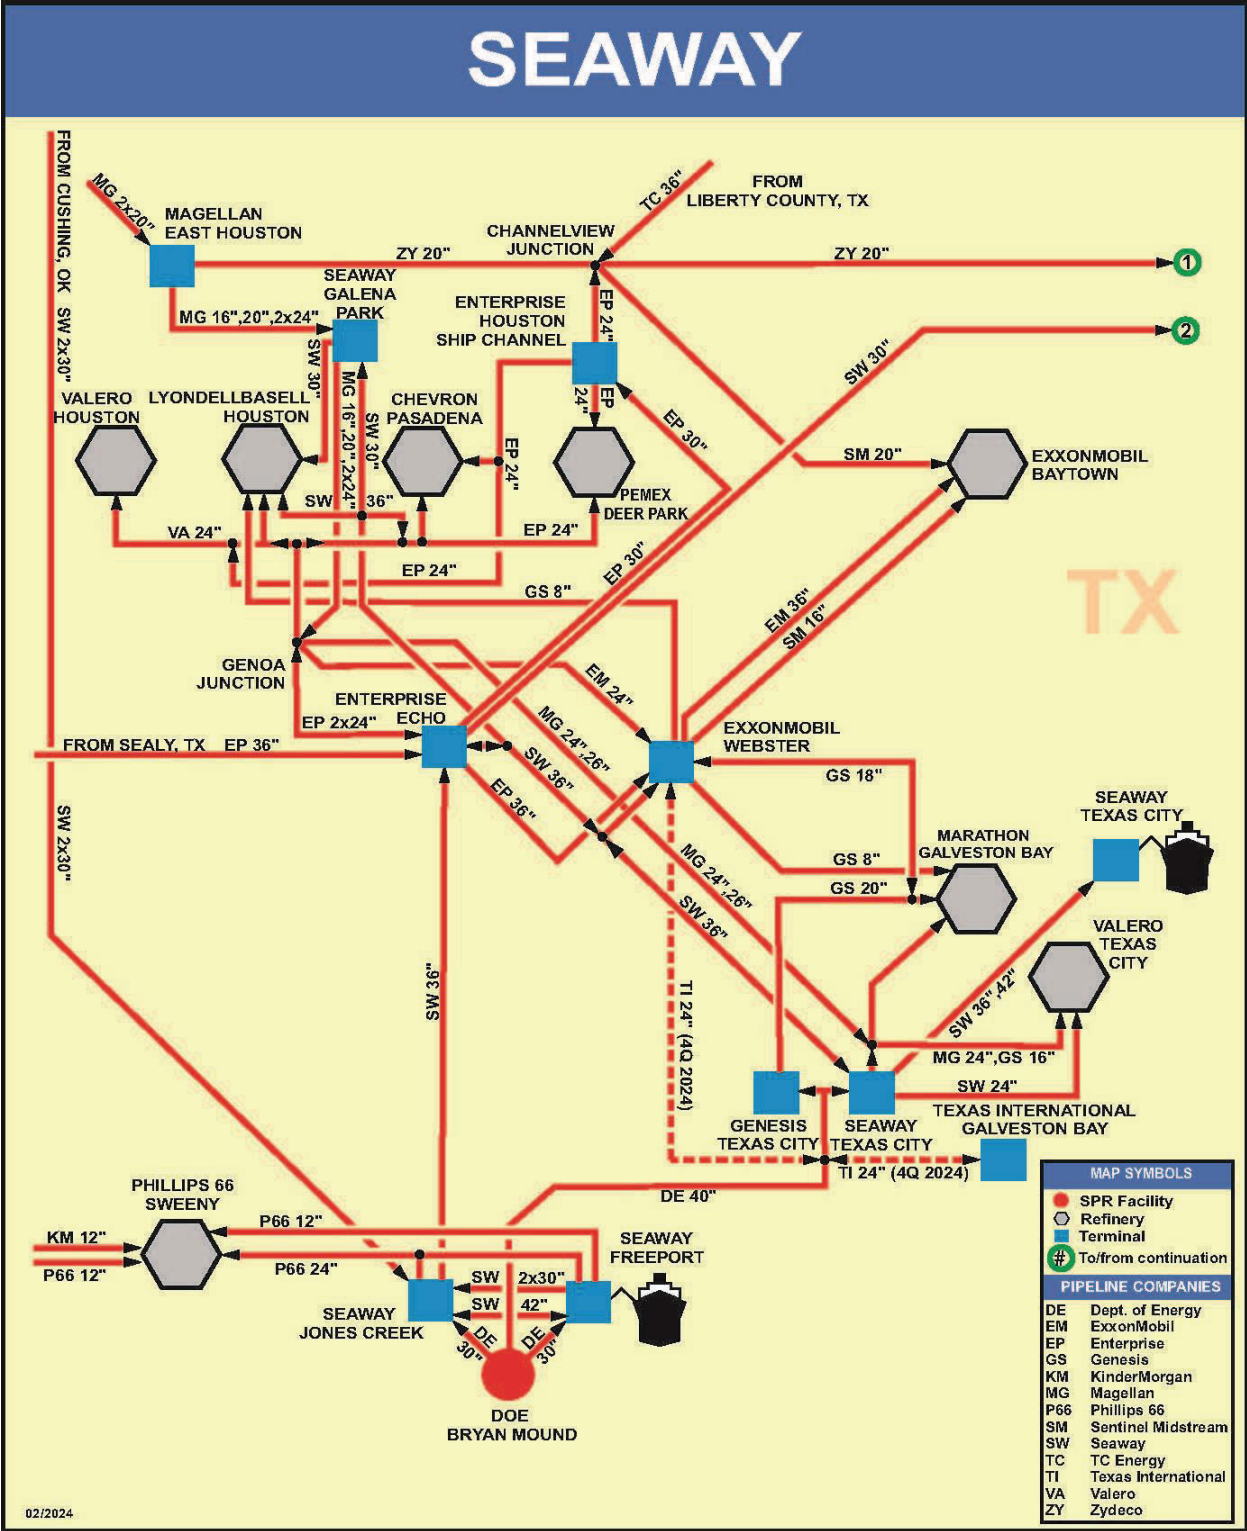 SEAWAY
FROM CUSHING, OK SW 2x30"
MG 2x20"
MAGELLAN
EAST HOUSTON
TC 36"
FROM
LIBERTY COUNTY, TX
CHANNELVIEW
JUNCTION
ZY 20"
ZY 20"
1
SEAWAY
GALENA
PARK
MG 16",20",2x24"
EP 24"
ENTERPRISE
HOUSTON
SHIP CHANNEL
2
SW 30"
SW 30"
MG 16",20",2x24"
SW 30"
EP
24"
VALERO
HOUSTON
LYONDELLBASELL
HOUSTON
CHEVRON
PASADENA
EP 30"
EP 24"
SM 20"
EXXONMOBIL
BAYTOWN
PEMEX
DEER PARK
SW 36"
VA 24"
EP 24"
EP 24"
EP 30"
GS 8"
EM 36"
SM 16"
TX
GENOA
JUNCTION
EM 24"
ENTERPRISE
ECHO
EP 2x24"
MG 24",26"
EXXONMOBIL
WEBSTER
FROM SEALY, TX EP 36"
SW 36"
GS 18"
EP 36"
SW 2x30"
SEAWAY
TEXAS CITY
MARATHON
GALVESTON BAY
GS 8"
MG 24",26"
GS 20"
SW 36"
VALERO
TEXAS
CITY
SW 36"
TI 24" (4Q 2024)
SW 36",42"
MG 24",GS 16"
SW 24"
GENESIS
TEXAS CITY
SEAWAY
TEXAS CITY
TEXAS INTERNATIONAL
GALVESTON BAY
TI 24" (4Q 2024)
DE 40"
PHILLIPS 66
SWEENY
P66 12"
KM 12"
P66 12"
P66 24"
SEAWAY
FREEPORT
SW 2x30"
SW 42"
SEAWAY
JONES CREEK
DE
30"
DE
30"
DOE
BRYAN MOUND
MAP SYMBOLS
SPR Facility
Refinery
Terminal
# To/from continuation
PIPELINE COMPANIES
DE Dept. of Energy
EM ExxonMobil
EP Enterprise
GS Genesis
KM KinderMorgan
MG Magellan
P66 Phillips 66
SM Sentinel Midstream
SW Seaway
TC TC Energy
TI Texas International
VA Valero
ZY Zydeco
02/2024